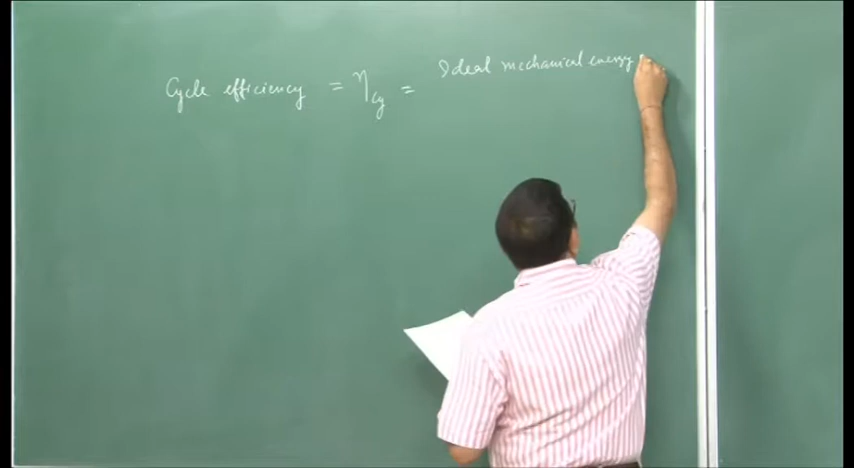 Cycle efficiency = η_cy = Ideal mechanical energy